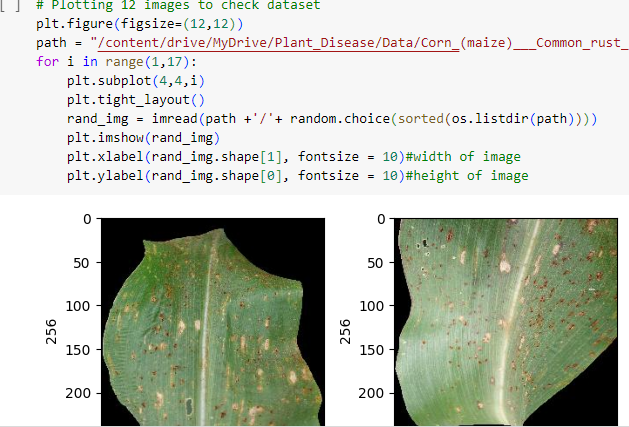 [ ] # Plotting 12 images to check dataset
plt.figure(figsize=(12,12))
path = "/content/drive/MyDrive/Plant_Disease/Data/Corn_(maize)___Common_rust_
for i in range(1,17):
plt.subplot(4,4,i)
plt.tight_layout()
rand_img = imread(path +'/'+ random.choice(sorted(os.listdir(path))))
plt.imshow(rand_img)
plt.xlabel(rand_img.shape[1], fontsize = 10)#width of image
plt.ylabel(rand_img.shape[0], fontsize = 10)#height of image
0 0
50 50
100 100
256 256
150 150
200 200